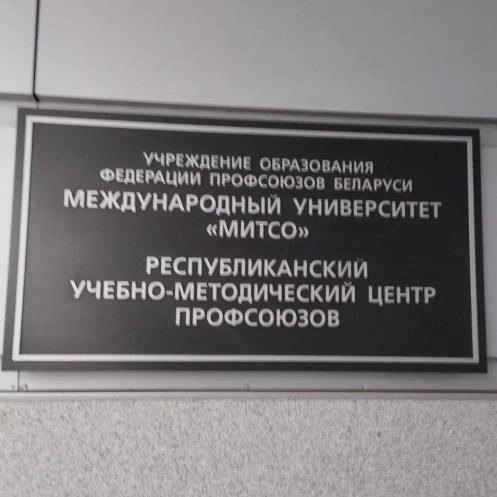 УЧРЕЖДЕНИЕ ОБРАЗОВАНИЯ
ФЕДЕРАЦИИ ПРОФСОЮЗОВ БЕЛАРУСИ
МЕЖДУНАРОДНЫЙ УНИВЕРСИТЕТ
«МИТСО»
РЕСПУБЛИКАНСКИЙ
УЧЕБНО-МЕТОДИЧЕСКИЙ ЦЕНТР
ПРОФСОЮЗОВ